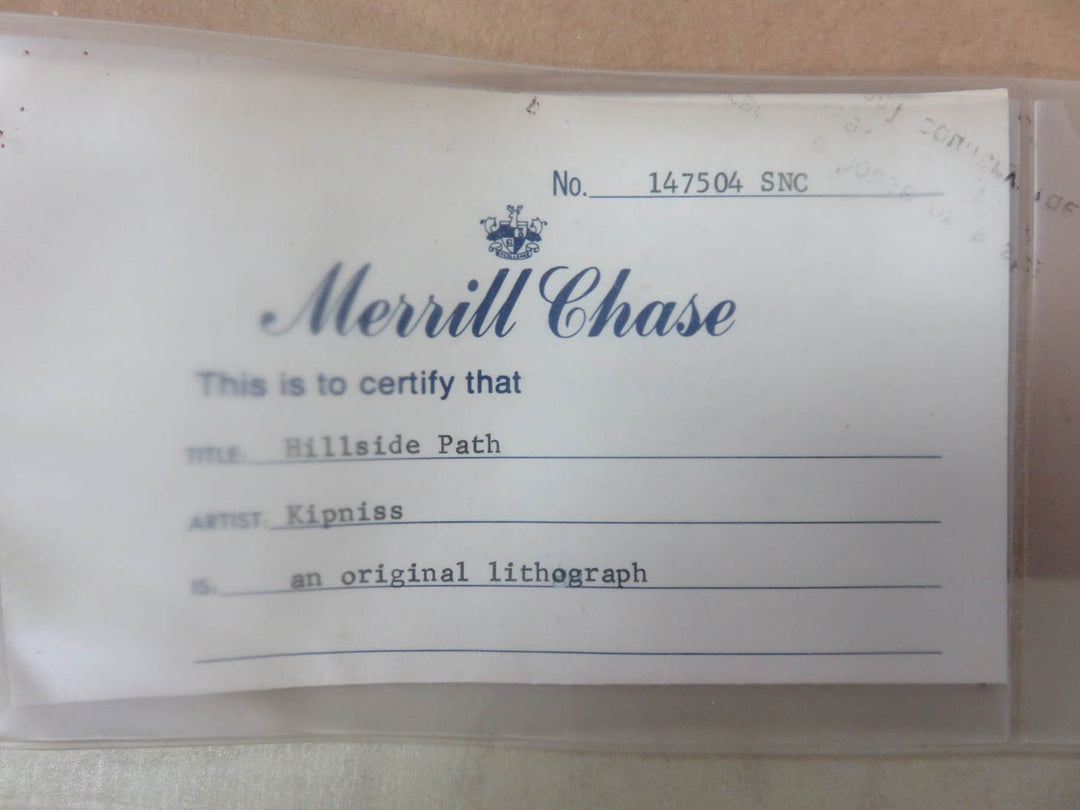 No. 147504 SNC
EXCELLENCE
Merrill Chase
This is to certify that
TITLE: Hillside Path
ARTIST: Kipniss
IS: an original lithograph